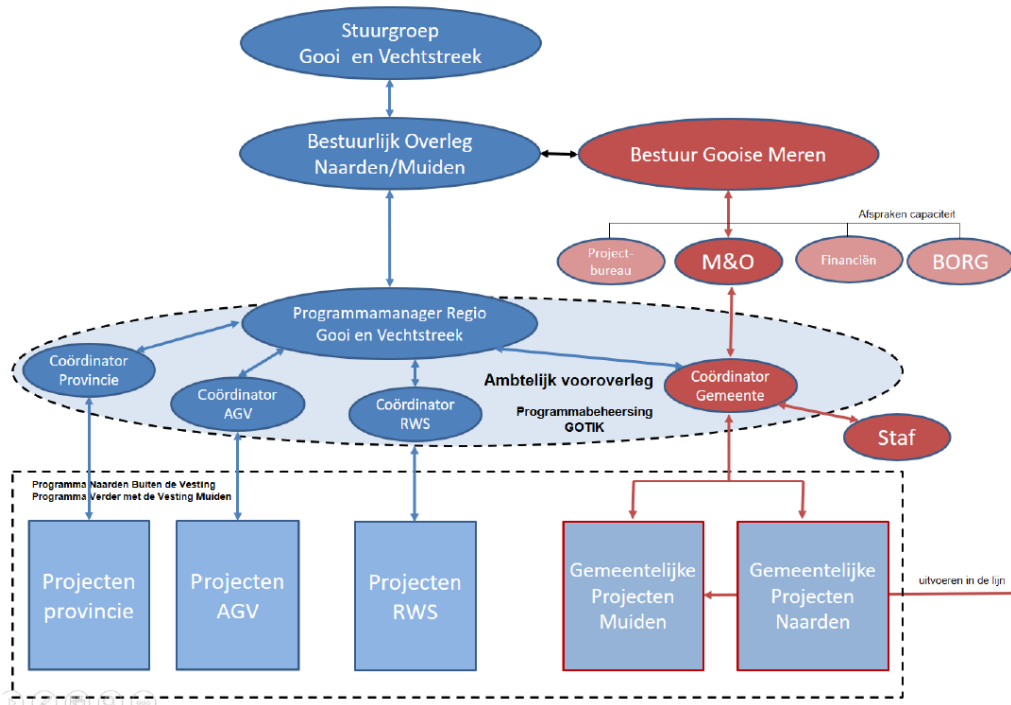 Stuurgroep
Gooi en Vechtstreek
Bestuurlijk Overleg
Naarden/Muiden
Bestuur Gooise Meren
Afspraken capaciteit
Project-
bureau
M&O
Financiën
BORG
Programmamanager Regio
Gooi en Vechtstreek
Coördinator
Provincie
Coördinator
AGV
Coördinator
RWS
Ambtelijk vooroverleg
Programmabeheersing
GOTIK
Coördinator
Gemeente
Staf
Programma Naarden Buiten de Vesting
Programma Verder met de Vesting Muiden
Projecten
provincie
Projecten
AGV
Projecten
RWS
Gemeentelijke
Projecten
Muiden
Gemeentelijke
Projecten
Naarden
uitvoeren in de lijn